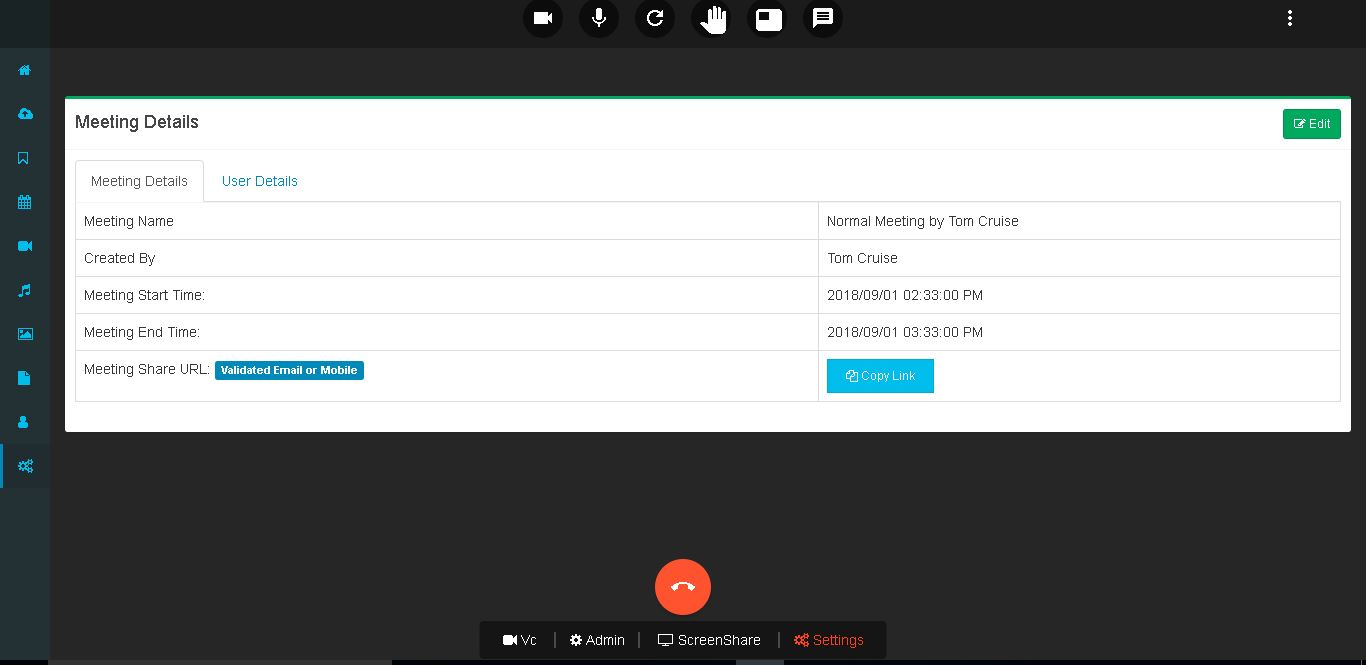 Meeting Details
Edit
Meeting Details User Details
Meeting Name Normal Meeting by Tom Cruise
Created By Tom Cruise
Meeting Start Time: 2018/09/01 02:33:00 PM
Meeting End Time: 2018/09/01 03:33:00 PM
Meeting Share URL: Validated Email or Mobile Copy Link
Vc | Admin | ScreenShare | Settings